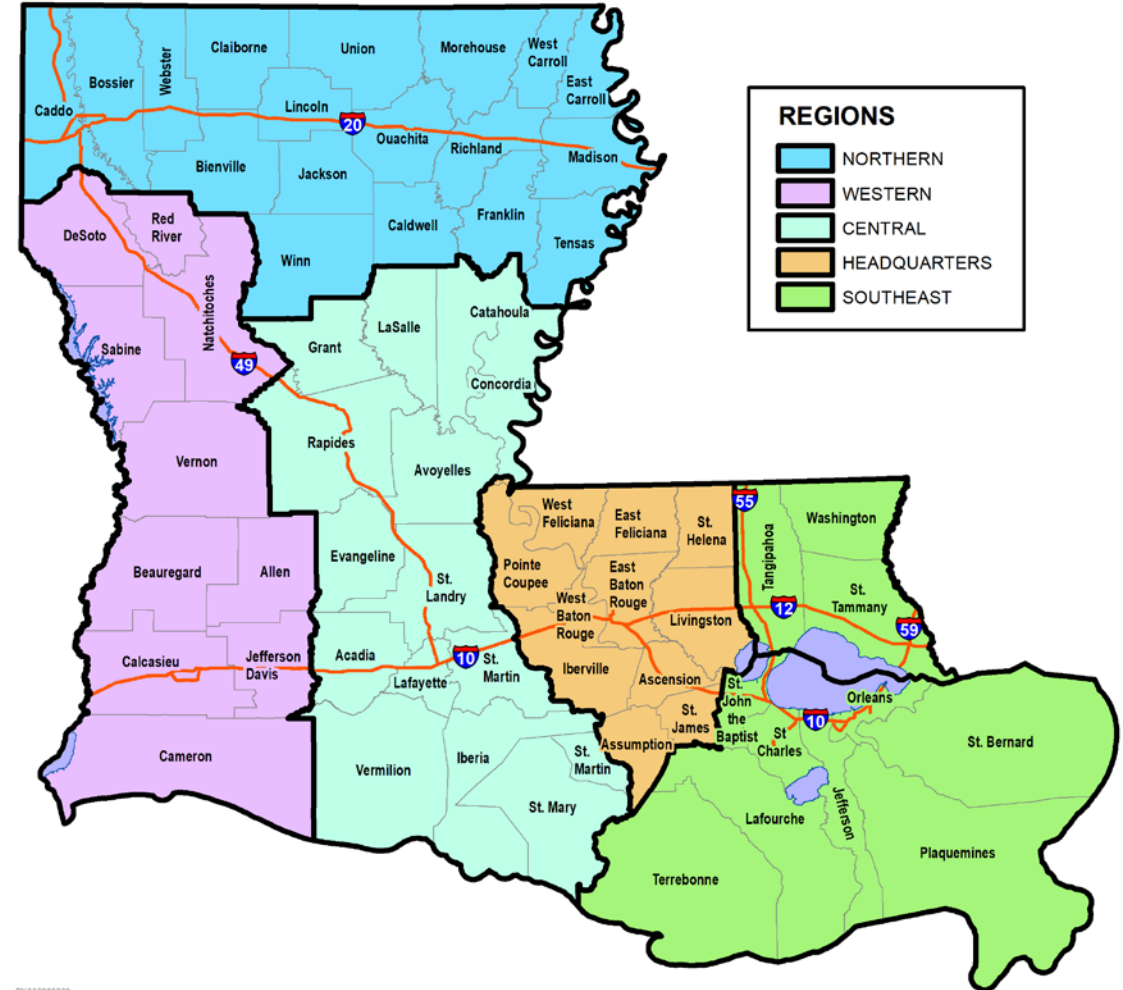 Claiborne
Union
Morehouse
West
Carroll
Webster
Bossier
East
Carroll
Caddo
Lincoln
20
Ouachita
Richland
Madison
Bienville
Jackson
Caldwell
Franklin
Tensas
Winn
Red
River
DeSoto
Natchitoches
Sabine
49
Grant
LaSalle
Catahoula
Concordia
Rapides
Avoyelles
Vernon
Beauregard
Allen
Evangeline
St.
Landry
Calcasieu
Jefferson
Davis
Acadia
Lafayette
10
St.
Martin
Cameron
Vermilion
Iberia
St.
Martin
St. Mary
West
Feliciana
East
Feliciana
St.
Helena
Pointe
Coupee
East
Baton
Rouge
West
Baton
Rouge
Livingston
Iberville
Ascension
St.
James
Assumption
55
Tangipahoa
Washington
St.
Tammany
12
59
St.
John
the
Baptist
St
Charles
10
Orleans
St. Bernard
Jefferson
Lafourche
Plaquemines
Terrebonne
REGIONS
NORTHERN
WESTERN
CENTRAL
HEADQUARTERS
SOUTHEAST